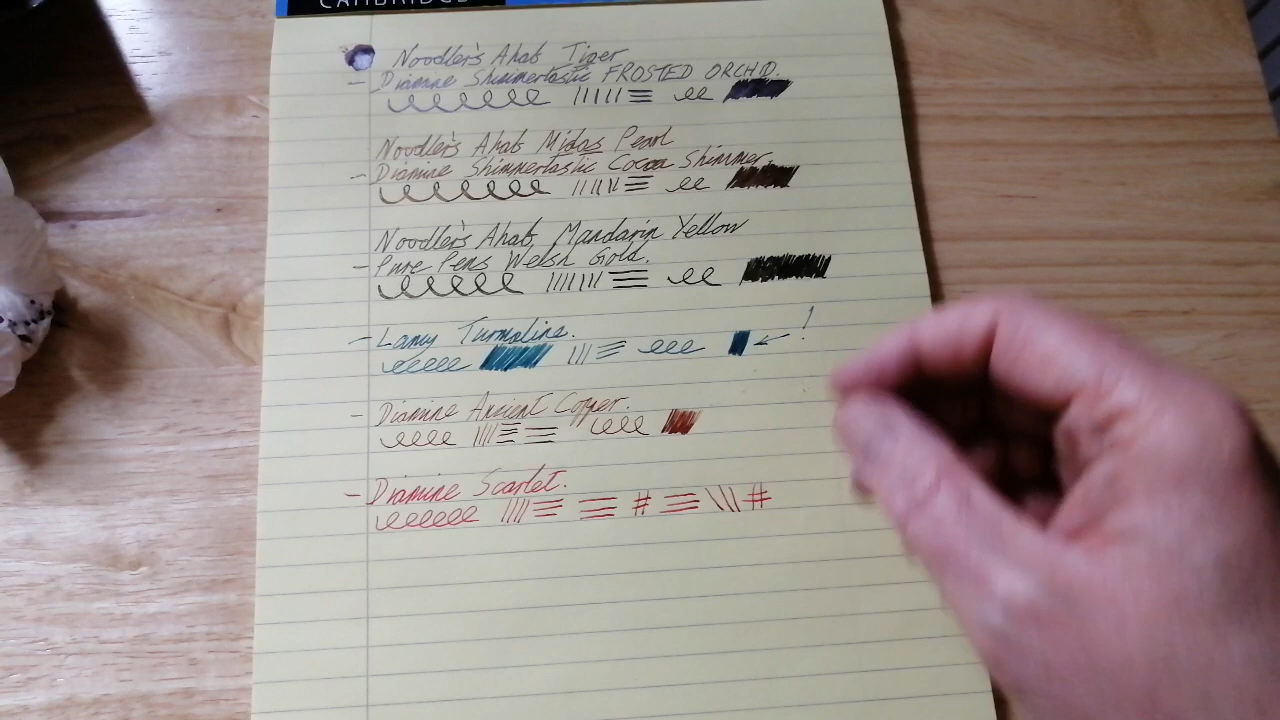 CAMBRIDGE
Noodler's Ahab Tiger
- Diamine Shimmertastic FROSTED ORCHID.
Noodler's Ahab Midas Pearl
- Diamine Shimmertastic Cocoa Shimmer.
Noodler's Ahab, Mandarin Yellow
- Pure Pens Welsh Gold.
- Lamy Turmaline.
!
- Diamine Ancient Copper.
- Diamine Scarlet.